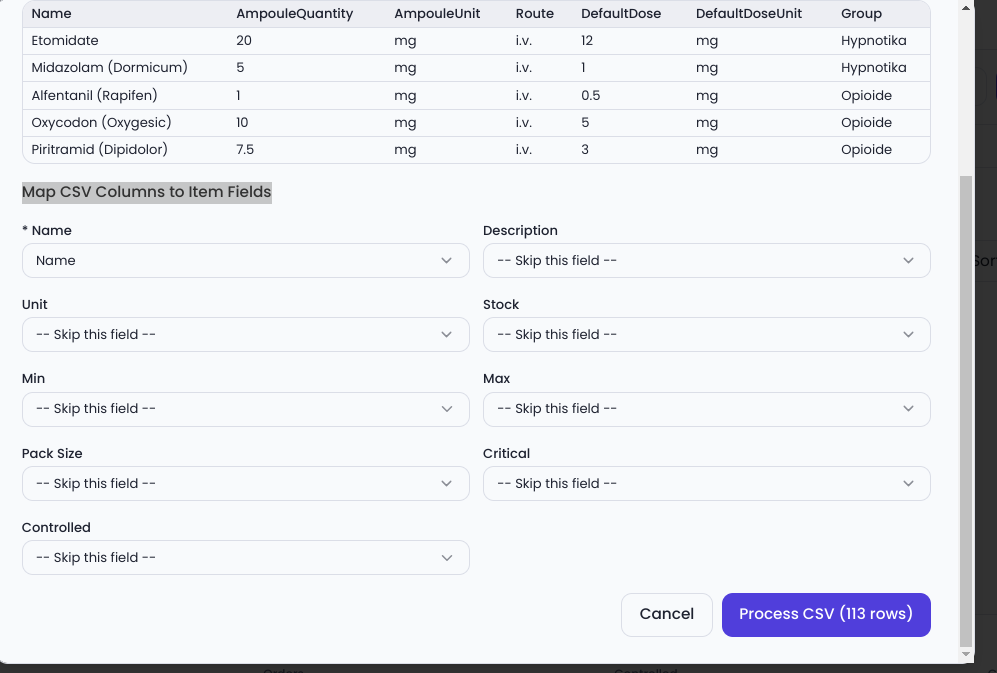 Name AmpouleQuantity AmpouleUnit Route DefaultDose DefaultDoseUnit Group
Etomidate 20 mg i.v. 12 mg Hypnotika
Midazolam (Dormicum) 5 mg i.v. 1 mg Hypnotika
Alfentanil (Rapifen) 1 mg i.v. 0.5 mg Opioide
Oxycodon (Oxygesic) 10 mg i.v. 5 mg Opioide
Piritramid (Dipidolor) 7.5 mg i.v. 3 mg Opioide
Map CSV Columns to Item Fields
* Name Description
Name -- Skip this field --
Unit Stock
-- Skip this field -- -- Skip this field --
Min Max
-- Skip this field -- -- Skip this field --
Pack Size Critical
-- Skip this field -- -- Skip this field --
Controlled
-- Skip this field --
Cancel Process CSV (113 rows)